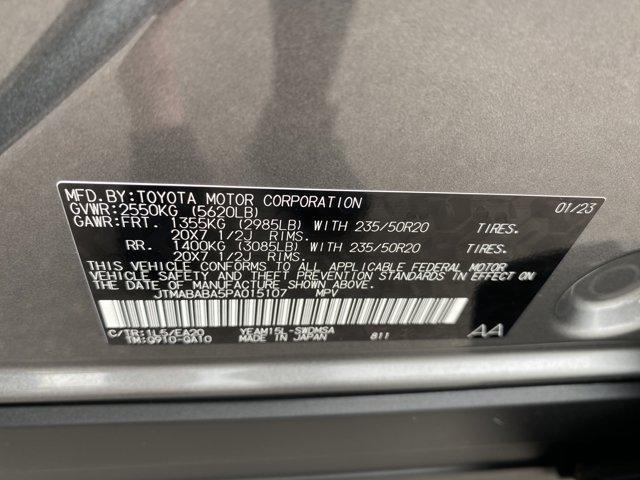 MFD. BY: TOYOTA MOTOR CORPORATION 01/23
GVWR: 2550KG (5620LB)
GAWR: FRT. 1355KG (2985LB) WITH 235/50R20 TIRES.
20X7 1/2J RIMS.
RR. 1400KG (3085LB) WITH 235/50R20 TIRES.
20X7 1/2J RIMS.
THIS VEHICLE CONFORMS TO ALL APPLICABLE FEDERAL MOTOR
VEHICLE SAFETY AND THEFT PREVENTION STANDARDS IN EFFECT ON
THE DATE OF MANUFACTURE SHOWN ABOVE.
JTMABABA5PA015107 MPV
C/TR: 1L5/EA20 YEAM15L-SWDMSA AA
TM: Q9T0-QAT0 MADE IN JAPAN 811